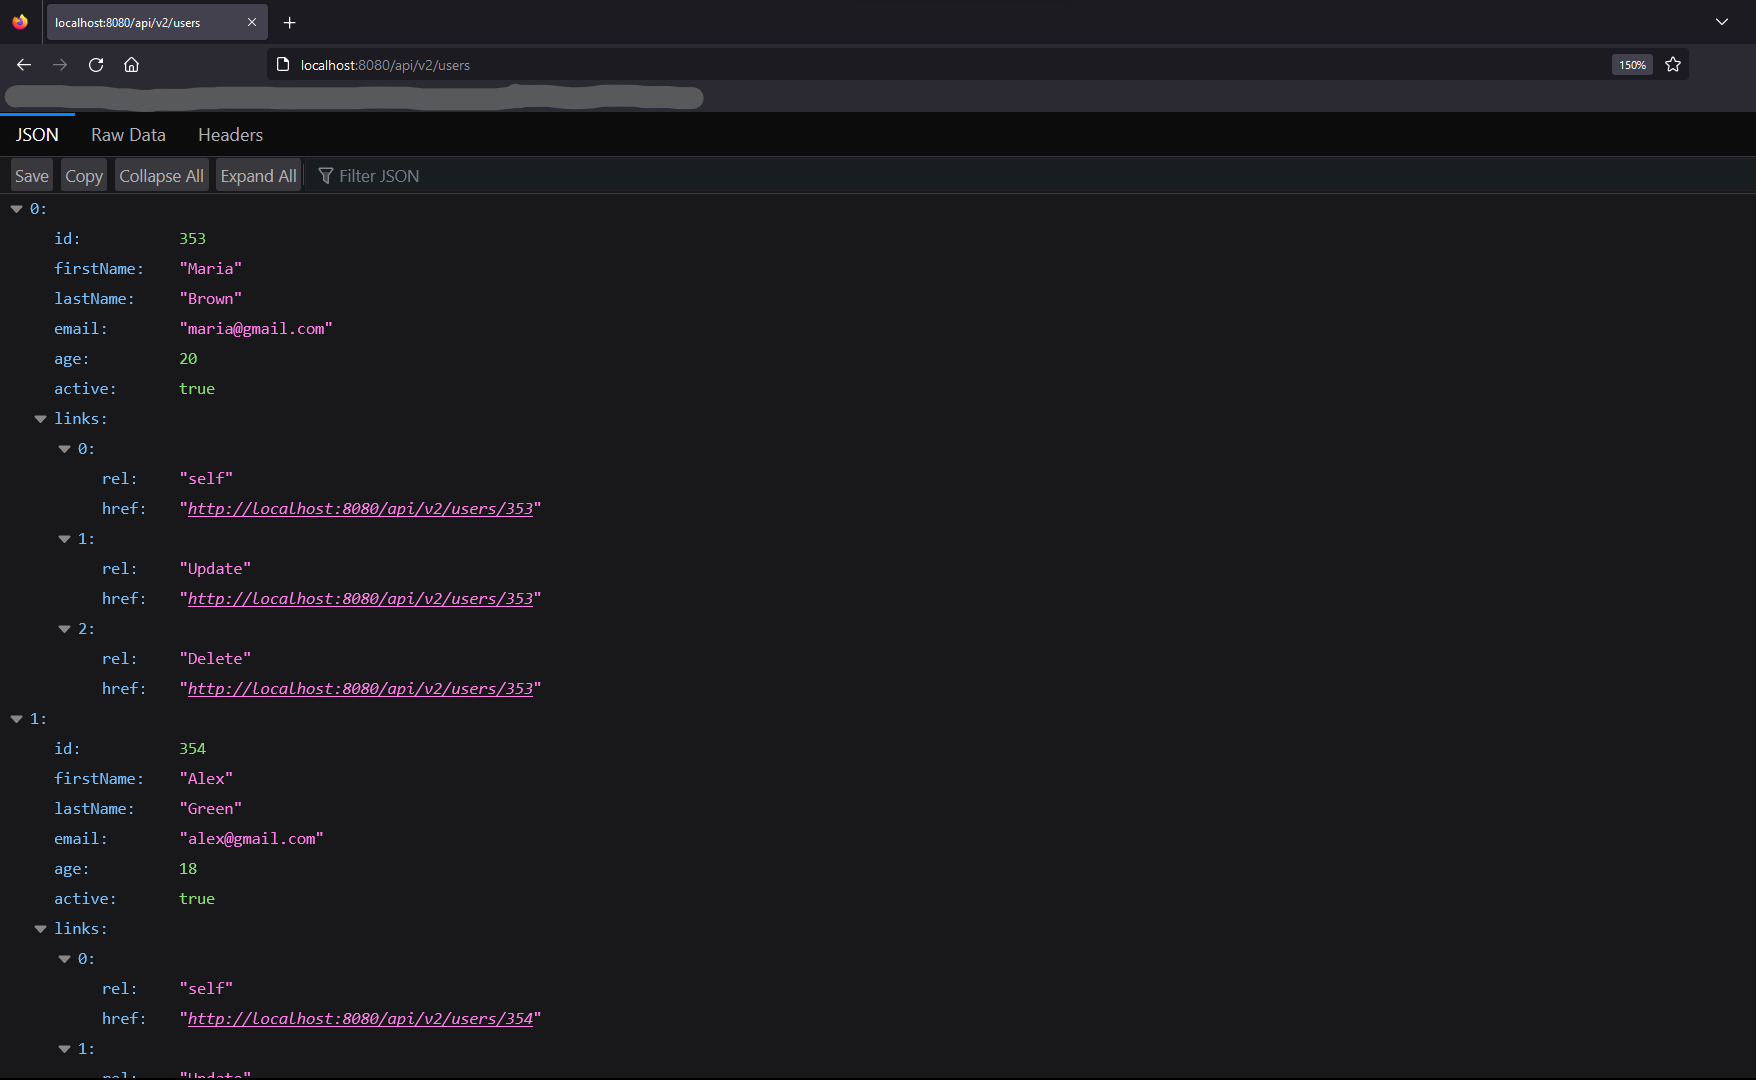 localhost:8080/api/v2/users
localhost:8080/api/v2/users 150%
JSON Raw Data Headers
Save Copy Collapse All Expand All Filter JSON
0:
id: 353
firstName: "Maria"
lastName: "Brown"
email: "maria@gmail.com"
age: 20
active: true
links:
0:
rel: "self"
href: "http://localhost:8080/api/v2/users/353"
1:
rel: "Update"
href: "http://localhost:8080/api/v2/users/353"
2:
rel: "Delete"
href: "http://localhost:8080/api/v2/users/353"
1:
id: 354
firstName: "Alex"
lastName: "Green"
email: "alex@gmail.com"
age: 18
active: true
links:
0:
rel: "self"
href: "http://localhost:8080/api/v2/users/354"
1:
rel: "Update"